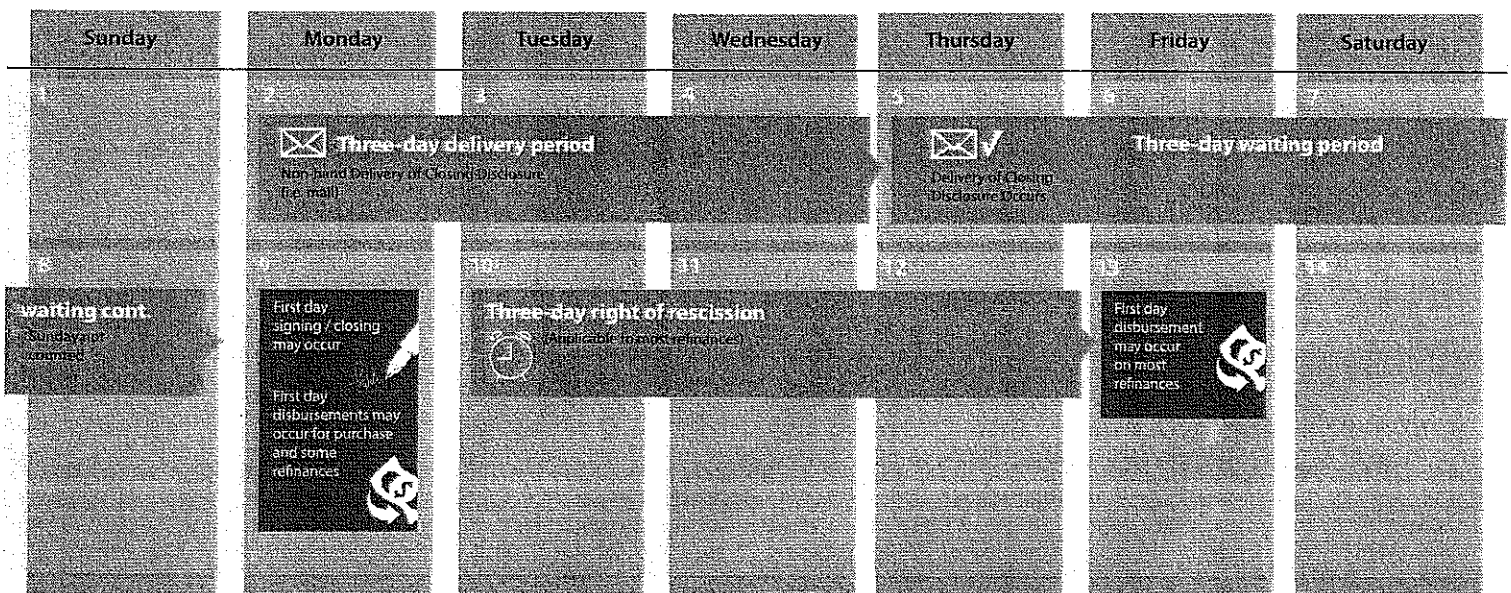 Sunday Monday Tuesday Wednesday Thursday Friday Saturday
1 2 3 4 5 6 7
Three-day delivery period
Non-hand Delivery of Closing Disclosure
(i.e. mail)
Delivery of Closing
Disclosure Occurs
Three-day waiting period
8 9 10 11 12 13 14
waiting cont.
Sunday not
counted
First day
signing / closing
may occur
First day
disbursements may
occur for purchase
and some
refinances
Three-day right of rescission
(Applicable to most refinances)
First day
disbursement
may occur
on most
refinances